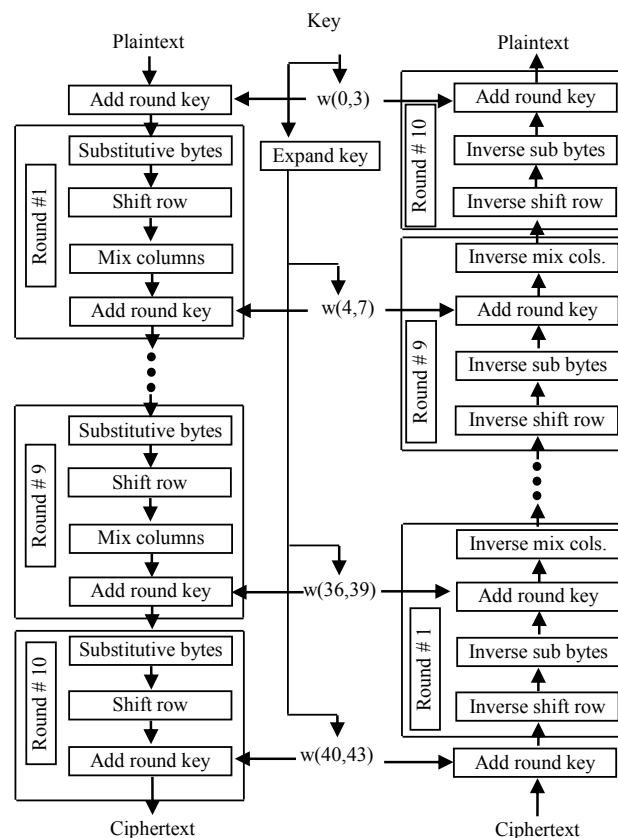 Key
Plaintext
Add round key
Round #1
Substitutive bytes
Shift row
Mix columns
Add round key
Round # 9
Substitutive bytes
Shift row
Mix columns
Add round key
Round # 10
Substitutive bytes
Shift row
Add round key
Ciphertext
w(0,3)
Expand key
w(4,7)
w(36,39)
w(40,43)
Plaintext
Round # 10
Add round key
Inverse sub bytes
Inverse shift row
Round # 9
Inverse mix cols.
Add round key
Inverse sub bytes
Inverse shift row
Round # 1
Inverse mix cols.
Add round key
Inverse sub bytes
Inverse shift row
Add round key
Ciphertext